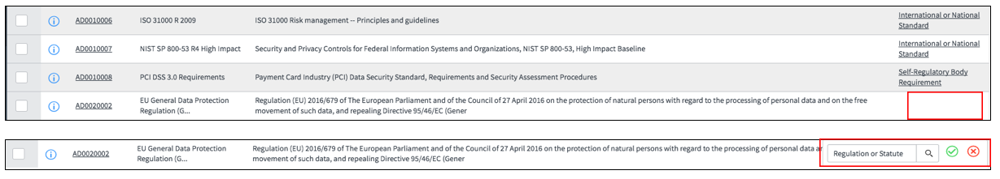 AD0010006 ISO 31000 R 2009 ISO 31000 Risk management -- Principles and guidelines International or National
Standard
AD0010007 NIST SP 800-53 R4 High Impact Security and Privacy Controls for Federal Information Systems and Organizations, NIST SP 800-53, High Impact Baseline International or National
Standard
AD0010008 PCI DSS 3.0 Requirements Payment Card Industry (PCI) Data Security Standard, Requirements and Security Assessment Procedures Self-Regulatory Body
Requirement
AD0020002 EU General Data Protection Regulation (EU) 2016/679 of The European Parliament and of the Council of 27 April 2016 on the protection of natural persons with regard to the processing of personal data and on the free
Regulation (G... movement of such data, and repealing Directive 95/46/EC (Gener
AD0020002 EU General Data Protection Regulation (EU) 2016/679 of The European Parliament and of the Council of 27 April 2016 on the protection of natural persons with regard to the processing of personal data ar Regulation or Statute
Regulation (G... movement of such data, and repealing Directive 95/46/EC (Gener